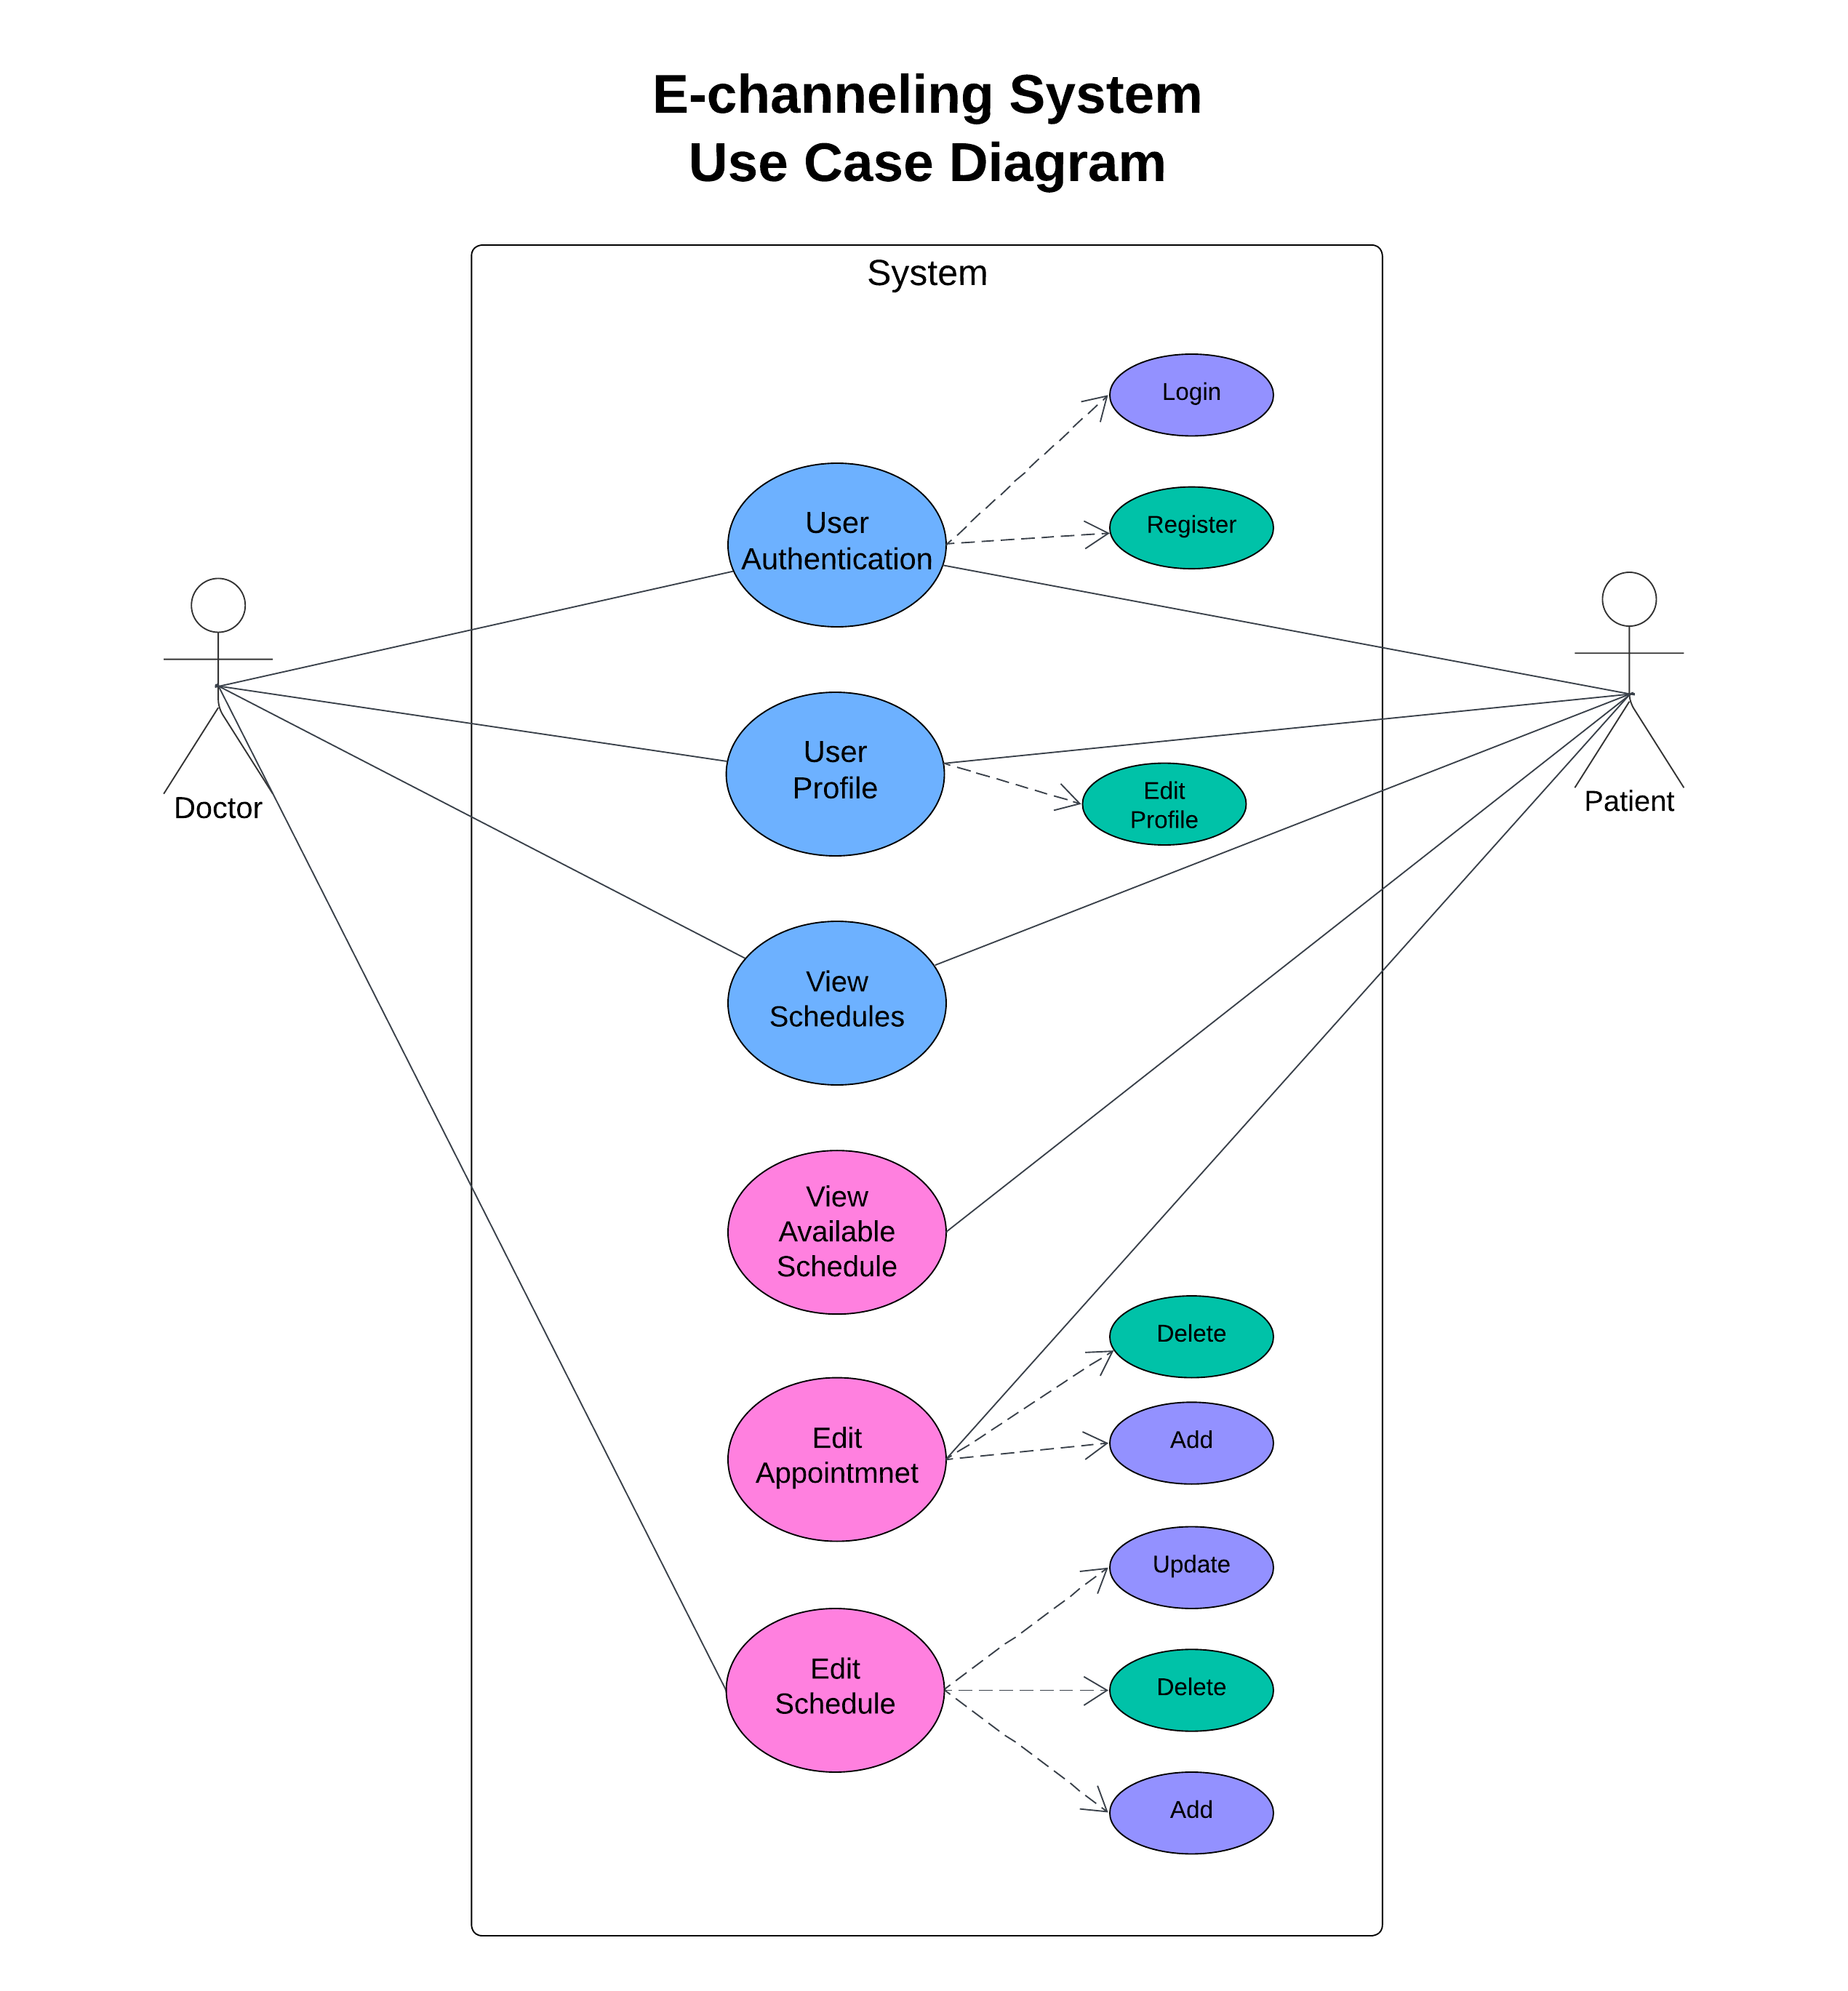 E-channeling System
Use Case Diagram
System
Login
User
Authentication
Register
Doctor
Patient
User
Profile
Edit
Profile
View
Schedules
View
Available
Schedule
Delete
Edit
Appointmnet
Add
Update
Edit
Schedule
Delete
Add